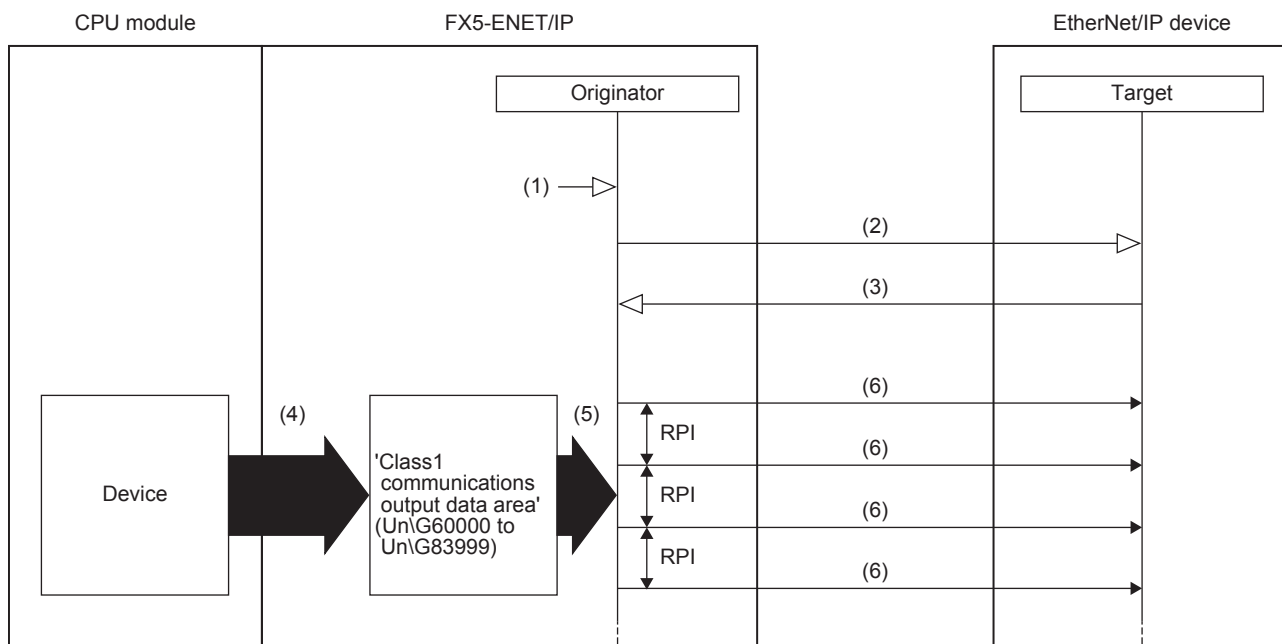 CPU module
FX5-ENET/IP
EtherNet/IP device
Originator
Target
(1)
(2)
(3)
(4)
(5)
(6)
RPI
(6)
RPI
(6)
RPI
(6)
Device
'Class1
communications
output data area'
(Un\G60000 to
Un\G83999)